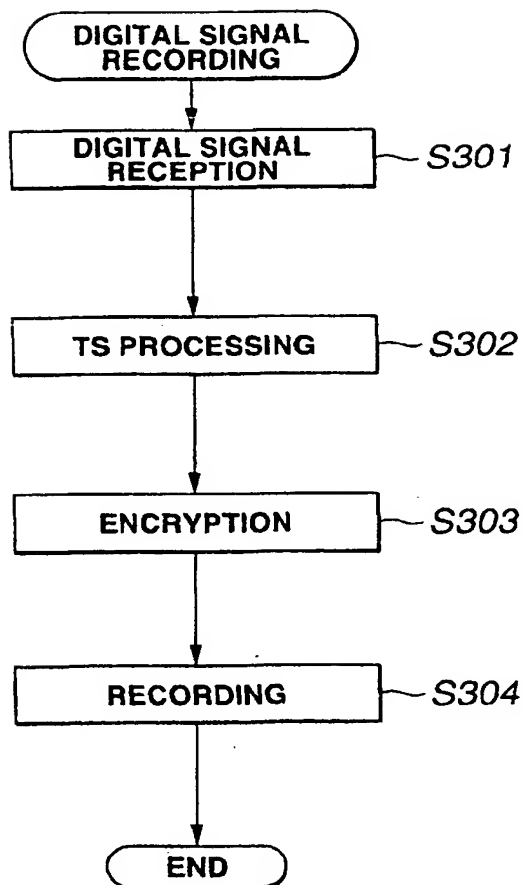 DIGITAL SIGNAL
RECORDING
DIGITAL SIGNAL
RECEPTION
S301
TS PROCESSING
S302
ENCRYPTION
S303
RECORDING
S304
END